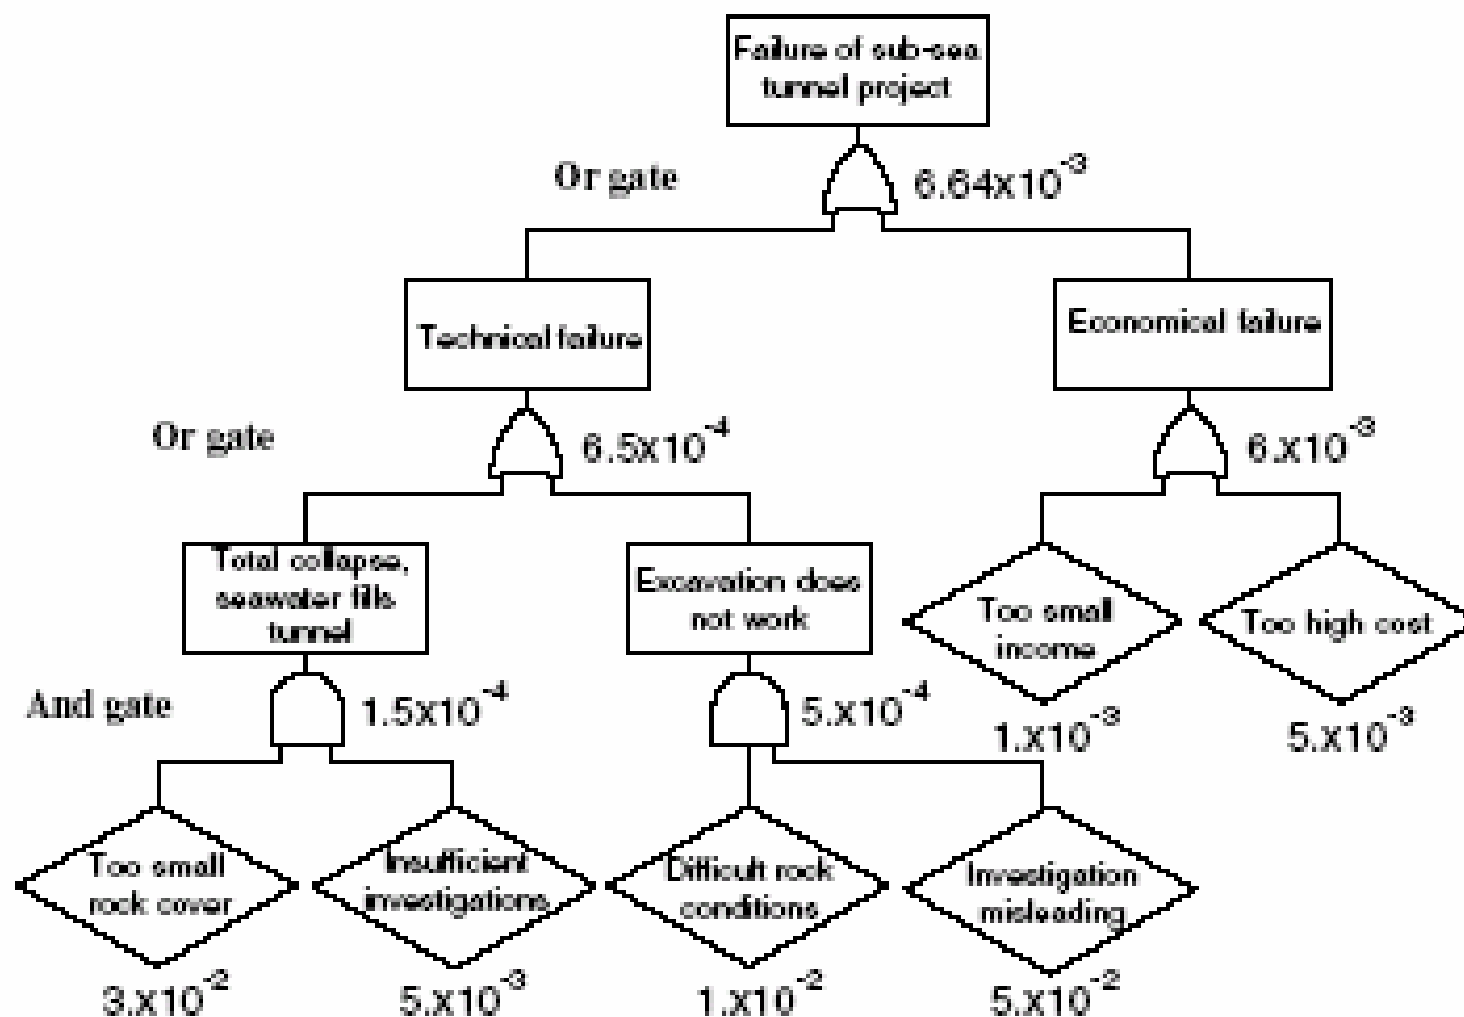 Failure of sub-sea
tunnel project
Or gate
6.64x10⁻³
Technical failure
Economical failure
Or gate
6.5x10⁻⁴
6.x10⁻³
Total collapse,
seawater fills
tunnel
Excavation does
not work
Too small
income
Too high cost
And gate
1.5x10⁻⁴
5.x10⁻⁴
1.x10⁻³
5.x10⁻³
Too small
rock cover
Insufficient
investigations
Difficult rock
conditions
Investigation
misleading
3.x10⁻²
5.x10⁻³
1.x10⁻²
5.x10⁻²